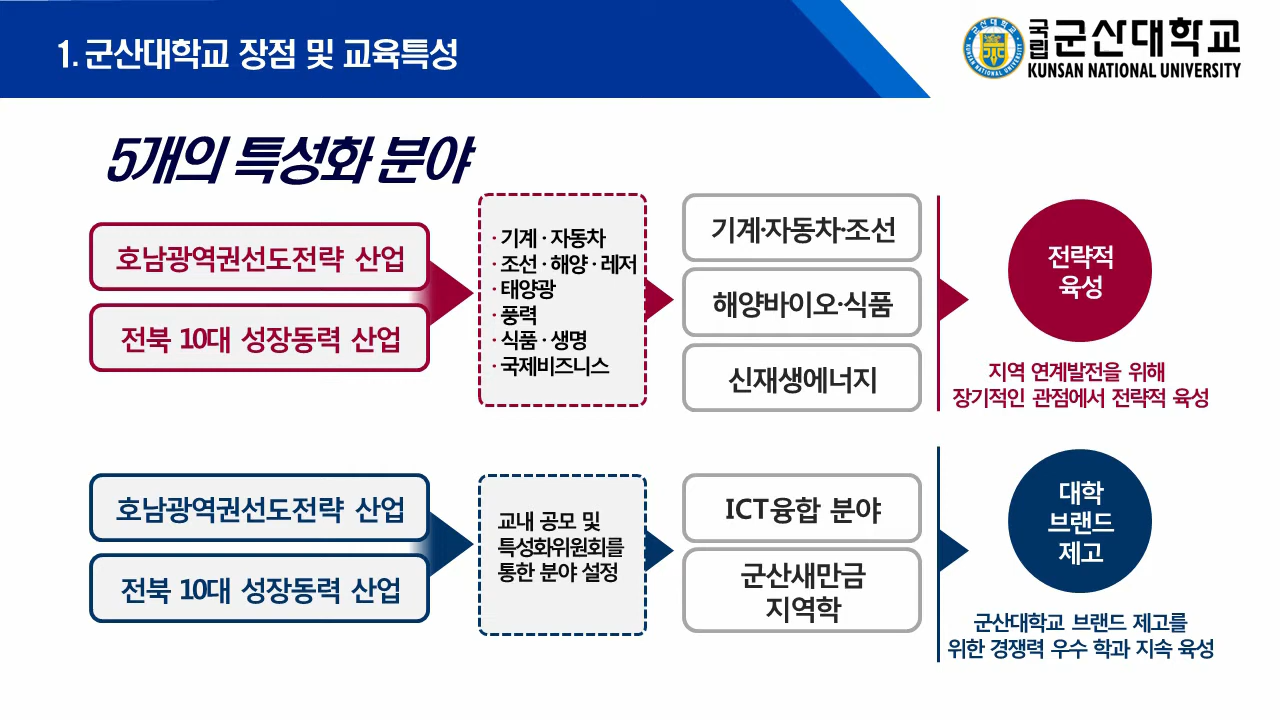 1. 군산대학교 장점 및 교육특성
군산대학교
KUNSAN NATIONAL UNIVERSITY
국립
군산대학교
KUNSAN NATIONAL UNIVERSITY
5개의 특성화 분야
호남광역권선도전략 산업
전북 10대 성장동력 산업
· 기계 · 자동차
· 조선 · 해양 · 레저
· 태양광
· 풍력
· 식품 · 생명
· 국제비즈니스
기계·자동차·조선
해양바이오·식품
신재생에너지
전략적
육성
지역 연계발전을 위해
장기적인 관점에서 전략적 육성
호남광역권선도전략 산업
전북 10대 성장동력 산업
교내 공모 및
특성화위원회를
통한 분야 설정
ICT융합 분야
군산새만금
지역학
대학
브랜드
제고
군산대학교 브랜드 제고를
위한 경쟁력 우수 학과 지속 육성